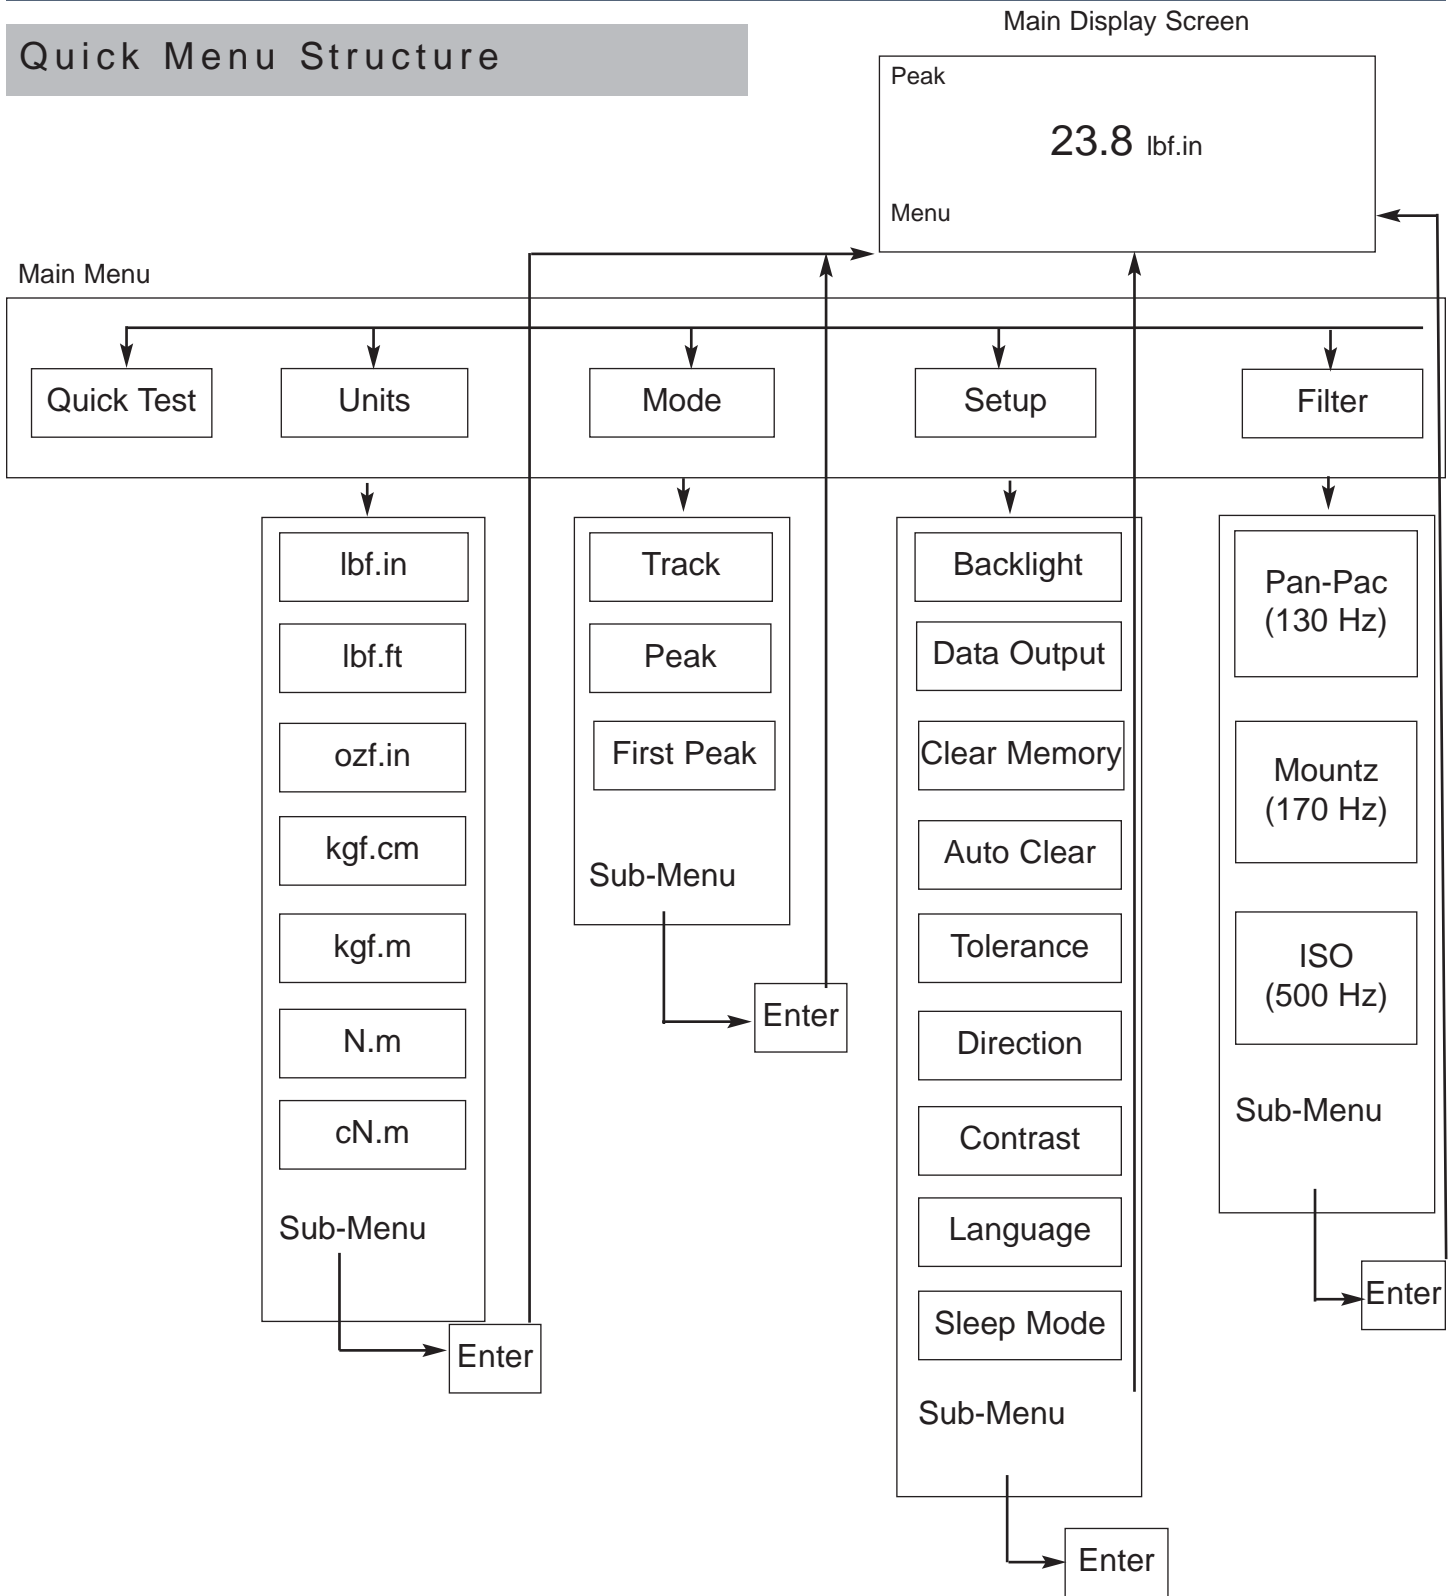 Quick Menu Structure
Main Display Screen
Peak
23.8 lbf.in
Menu
Main Menu
Quick Test
Units
Mode
Setup
Filter
lbf.in
lbf.ft
ozf.in
kgf.cm
kgf.m
N.m
cN.m
Sub-Menu
Enter
Track
Peak
First Peak
Sub-Menu
Enter
Backlight
Data Output
Clear Memory
Auto Clear
Tolerance
Direction
Contrast
Language
Sleep Mode
Sub-Menu
Enter
Pan-Pac
(130 Hz)
Mountz
(170 Hz)
ISO
(500 Hz)
Sub-Menu
Enter